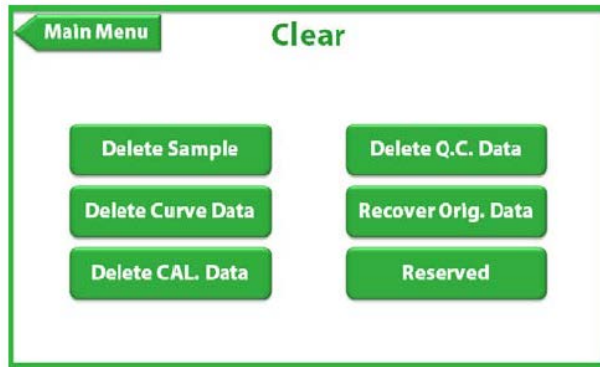 Main Menu
Clear
Delete Sample
Delete Q.C. Data
Delete Curve Data
Recover Orig. Data
Delete CAL. Data
Reserved